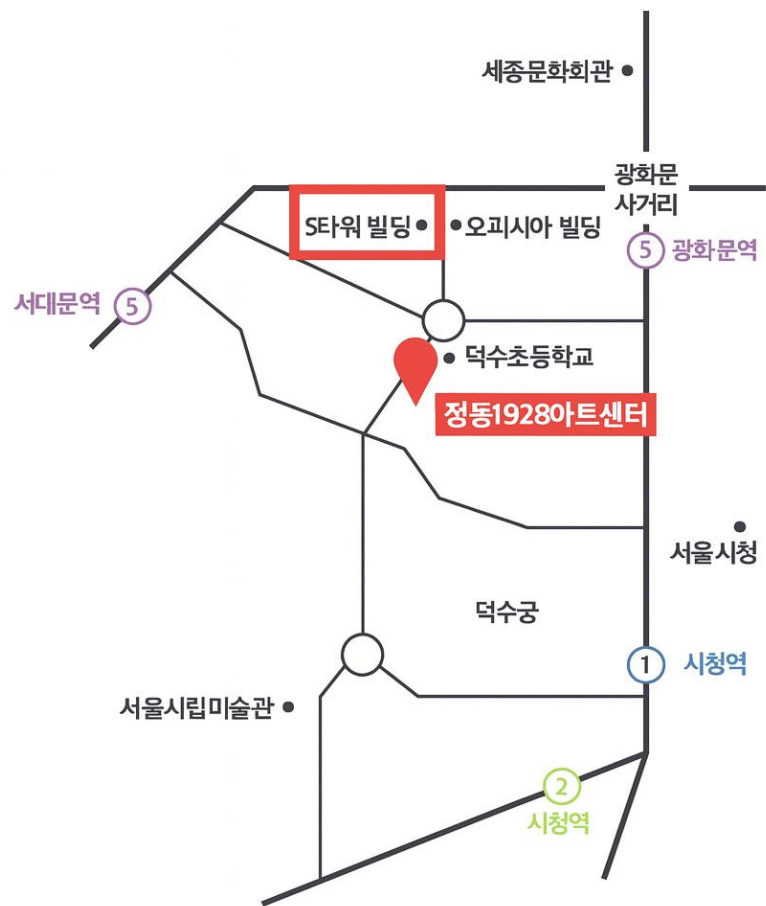 세종문화회관
광화문
사거리
S타워 빌딩
오피시아 빌딩
5 광화문역
서대문역 5
덕수초등학교
정동1928아트센터
서울시청
덕수궁
1 시청역
서울시립미술관
2
시청역